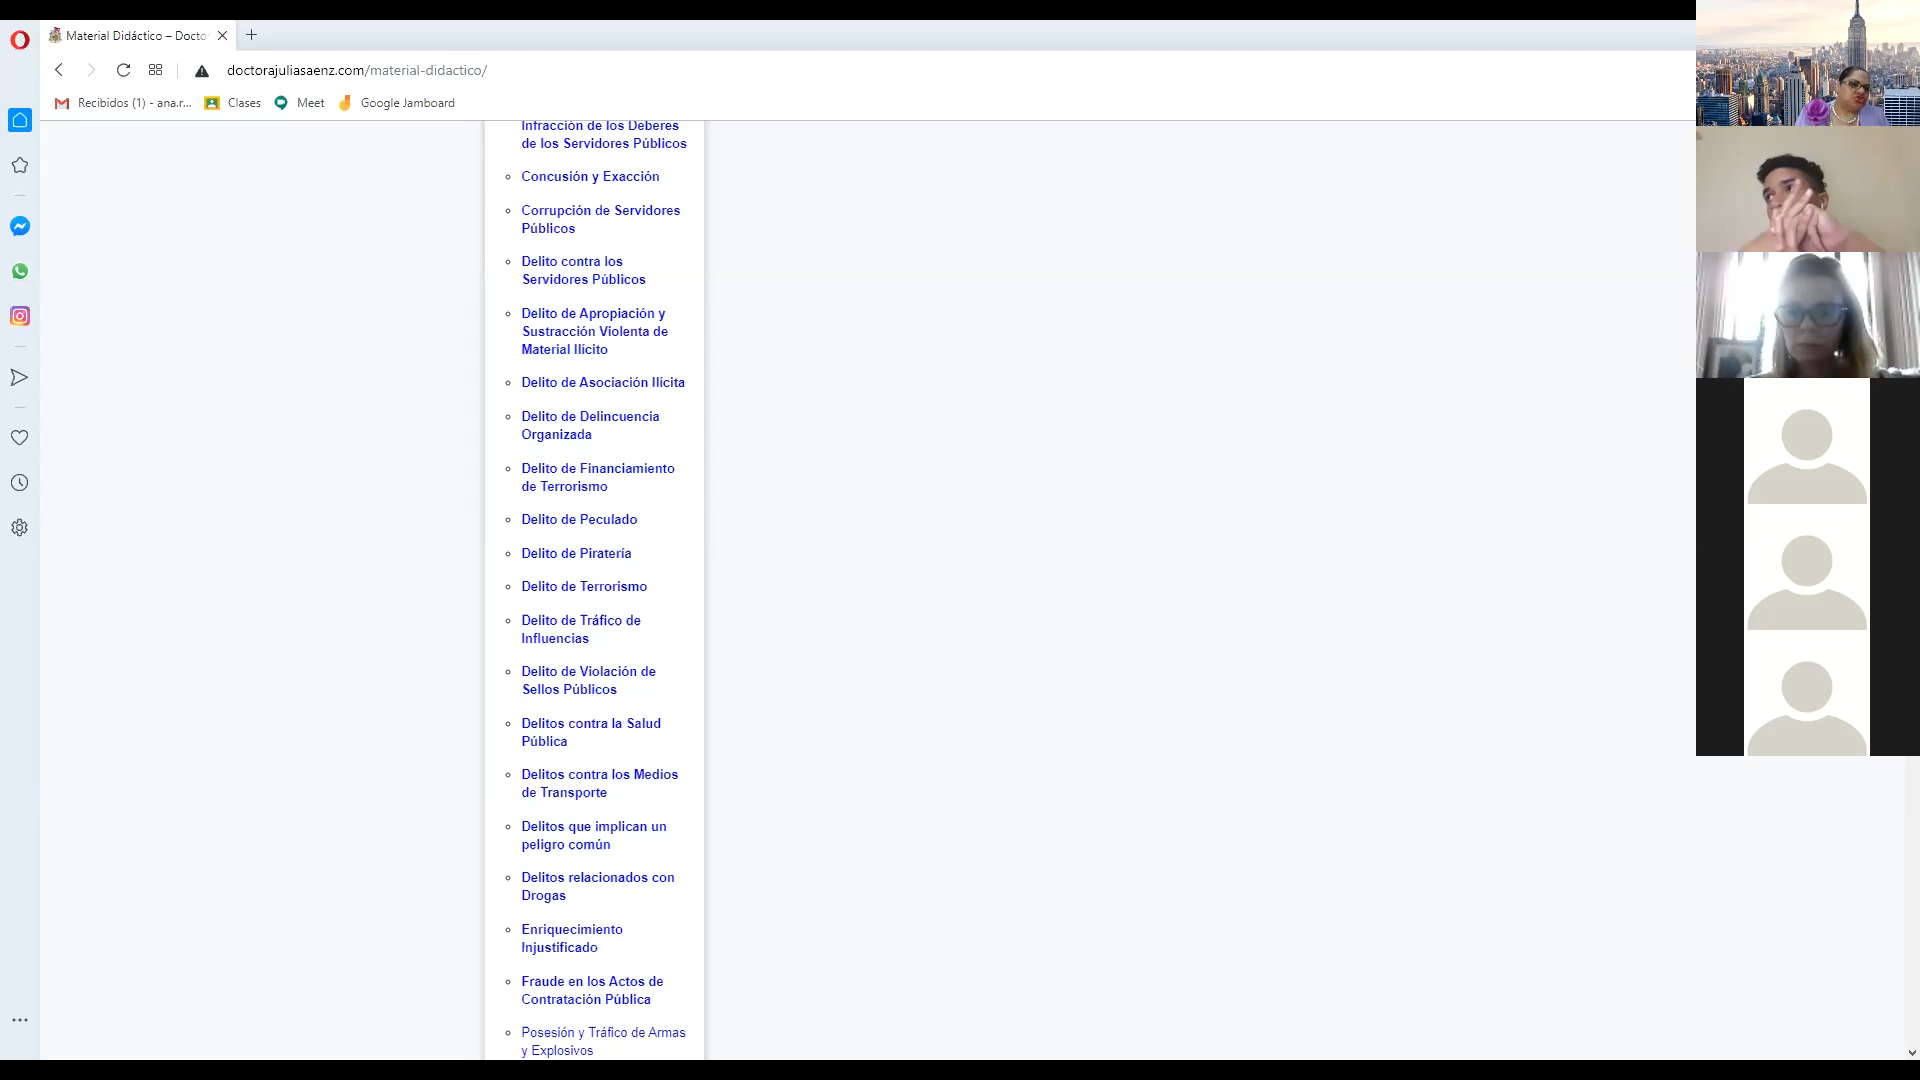 Material Didáctico – Docto
doctorajuliasaenz.com/material-didactico/
Recibidos (1) - ana.r...
Clases
Meet
Google Jamboard
Infracción de los Deberes
de los Servidores Públicos
Concusión y Exacción
Corrupción de Servidores
Públicos
Delito contra los
Servidores Públicos
Delito de Apropiación y
Sustracción Violenta de
Material Ilícito
Delito de Asociación Ilícita
Delito de Delincuencia
Organizada
Delito de Financiamiento
de Terrorismo
Delito de Peculado
Delito de Piratería
Delito de Terrorismo
Delito de Tráfico de
Influencias
Delito de Violación de
Sellos Públicos
Delitos contra la Salud
Pública
Delitos contra los Medios
de Transporte
Delitos que implican un
peligro común
Delitos relacionados con
Drogas
Enriquecimiento
Injustificado
Fraude en los Actos de
Contratación Pública
Posesión y Tráfico de Armas
y Explosivos